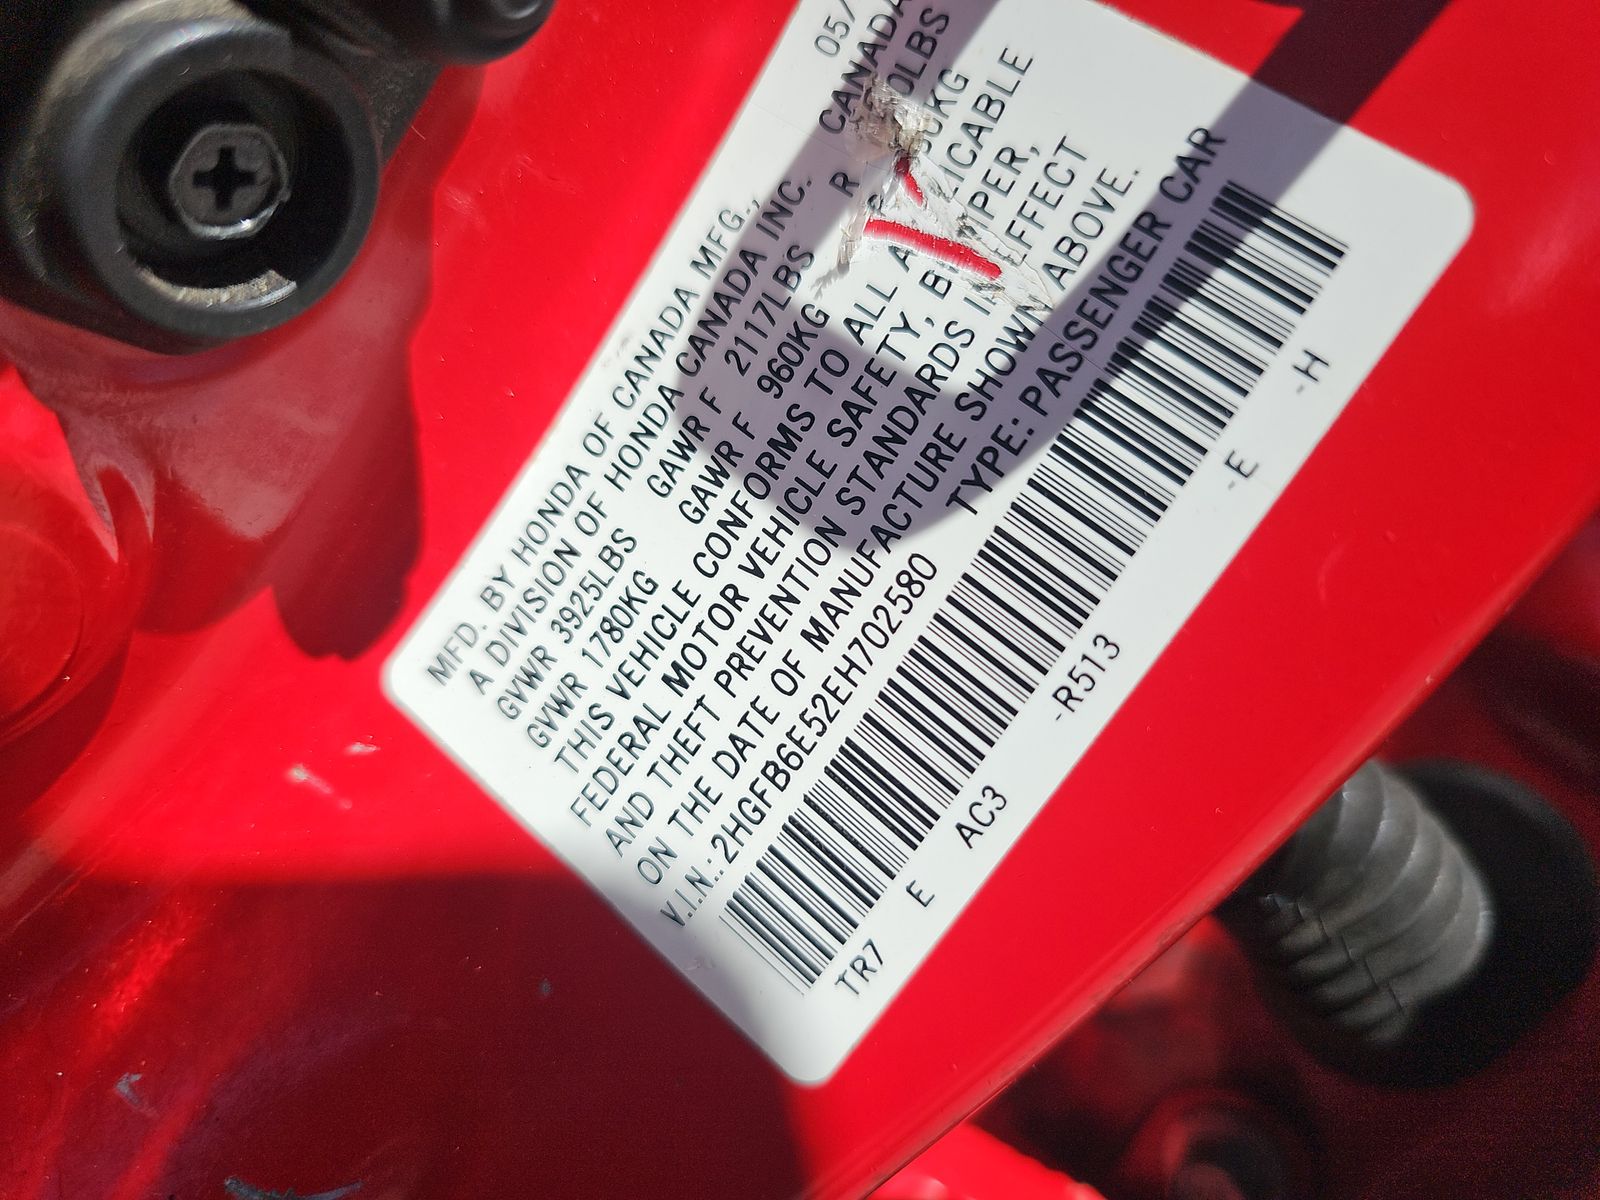 05/
MFD. BY HONDA OF CANADA MFG., CANADA
A DIVISION OF HONDA CANADA INC.
GVWR 3925LBS GAWR F 2117LBS R
GVWR 1780KG GAWR F 960KG
THIS VEHICLE CONFORMS TO ALL
FEDERAL MOTOR VEHICLE SAFETY,
AND THEFT PREVENTION STANDARDS
ON THE DATE OF MANUFACTURE SHOWN ABOVE.
V.I.N.: 2HGFB6E52EH702580 TYPE: PASSENGER CAR
TR7 E AC3 -R513 -E -H